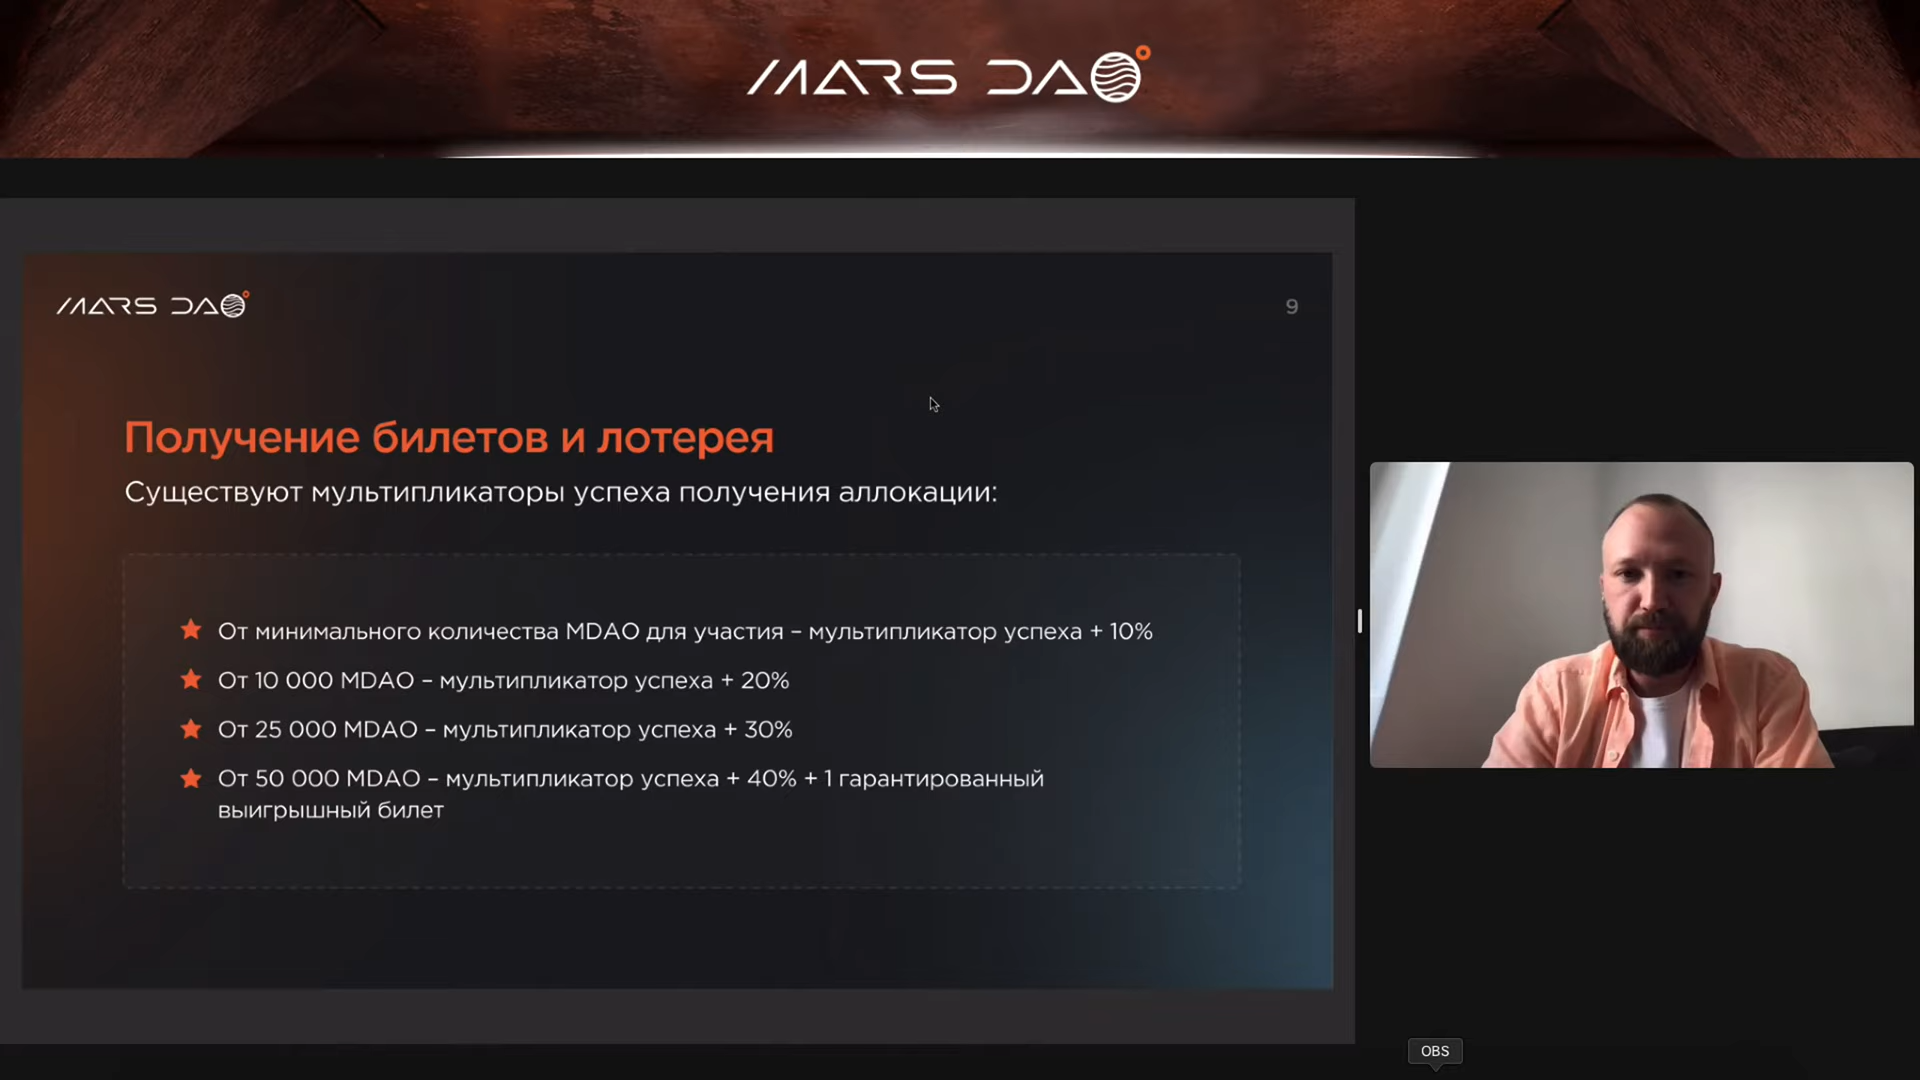 MARS DAO
MARS DAO
9
Получение билетов и лотерея
Существуют мультипликаторы успеха получения аллокации:
От минимального количества MDAO для участия – мультипликатор успеха + 10%
От 10 000 MDAO – мультипликатор успеха + 20%
От 25 000 MDAO – мультипликатор успеха + 30%
От 50 000 MDAO – мультипликатор успеха + 40% + 1 гарантированный
выигрышный билет
OBS